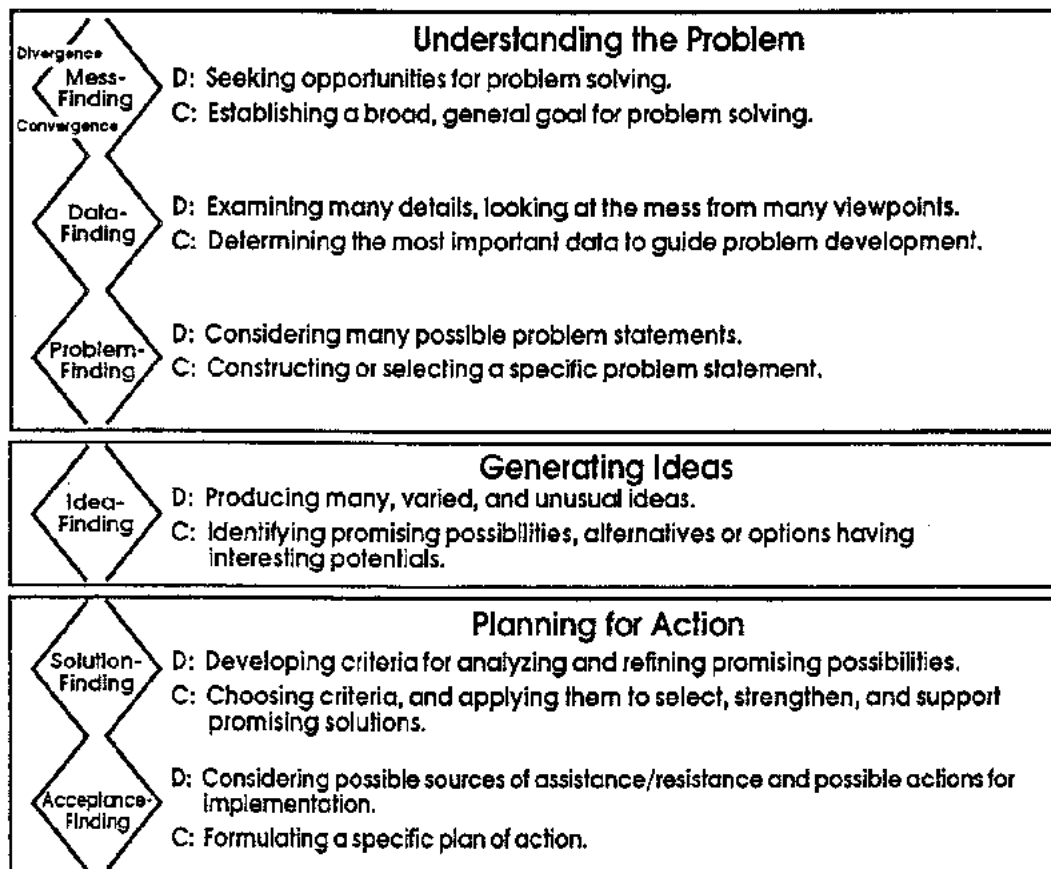 Understanding the Problem
Divergence
Mess-
Finding
Convergence
D: Seeking opportunities for problem solving.
C: Establishing a broad, general goal for problem solving.
Data-
Finding
D: Examining many details, looking at the mess from many viewpoints.
C: Determining the most important data to guide problem development.
Problem-
Finding
D: Considering many possible problem statements.
C: Constructing or selecting a specific problem statement.
Generating Ideas
Idea-
Finding
D: Producing many, varied, and unusual ideas.
C: Identifying promising possibilities, alternatives or options having
interesting potentials.
Planning for Action
Solution-
Finding
D: Developing criteria for analyzing and refining promising possibilities.
C: Choosing criteria, and applying them to select, strengthen, and support
promising solutions.
Acceptance-
Finding
D: Considering possible sources of assistance/resistance and possible actions for
implementation.
C: Formulating a specific plan of action.